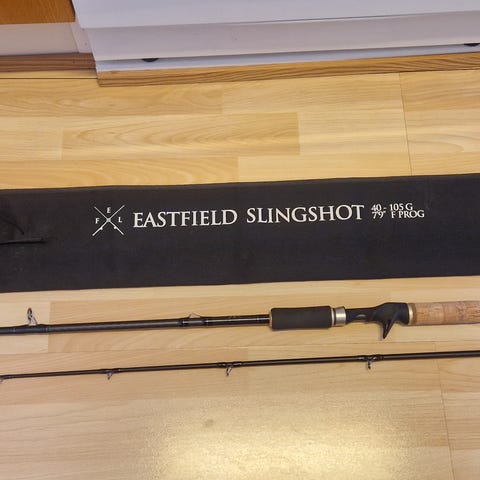 F E L
EASTFIELD SLINGSHOT 40 - 105 G
7'9" F PROG